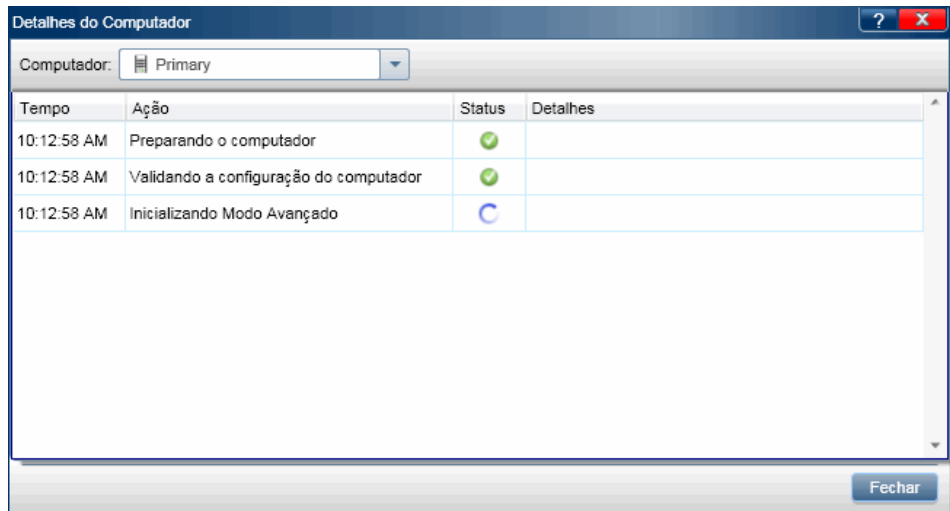 Detalhes do Computador
? X
Computador: Primary
Tempo Ação Status Detalhes
10:12:58 AM Preparando o computador
10:12:58 AM Validando a configuração do computador
10:12:58 AM Inicializando Modo Avançado
Fechar